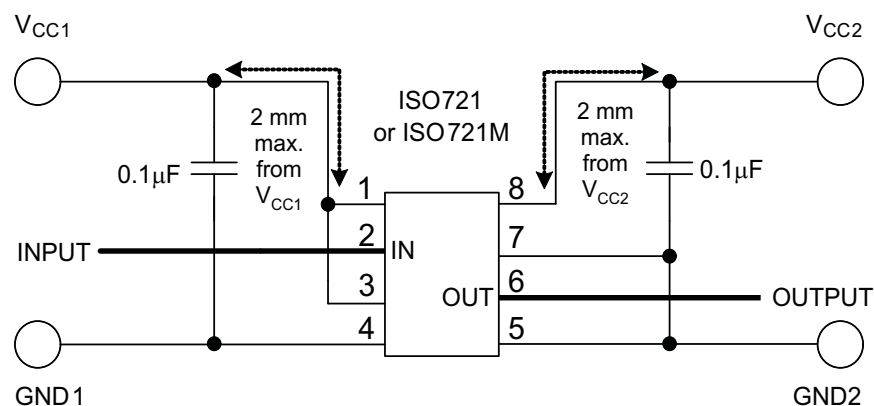 VCC1
VCC2
ISO721
or ISO721M
2 mm
max.
from
VCC1
2 mm
max.
from
VCC2
0.1μF
0.1μF
1
8
INPUT
2
IN
7
3
6
OUT
OUTPUT
4
5
GND1
GND2